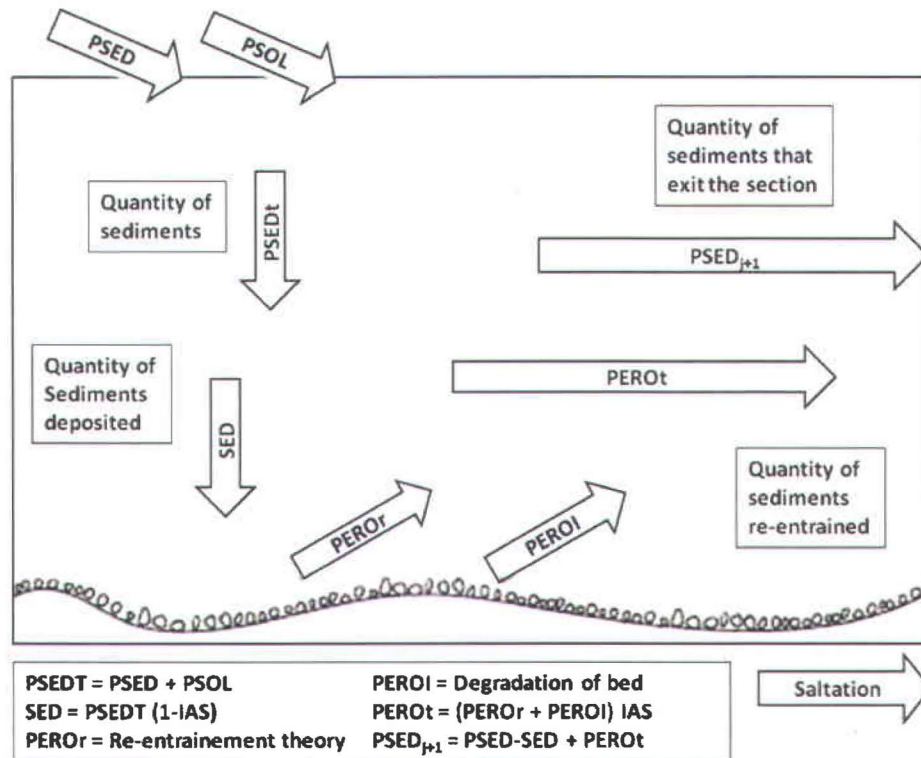 PSED
PSOL
Quantity of
sediments that
exit the section
Quantity of
sediments
PSEDt
PSED j+1
Quantity of
Sediments
deposited
SED
PEROt
Quantity of
sediments
re-entrained
PEROr
PEROl
PSEDT = PSED + PSOL
SED = PSEDT (1-IAS)
PEROr = Re-entrainement theory
PEROl = Degradation of bed
PEROt = (PEROr + PEROl) IAS
PSED j+1 = PSED-SED + PEROt
Saltation